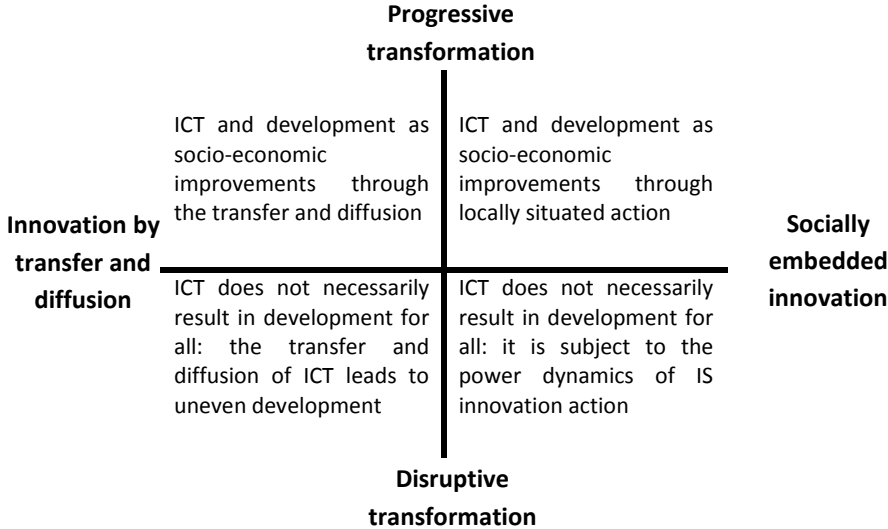 Progressive
transformation
ICT and development as
socio-economic
improvements through
the transfer and diffusion
ICT and development as
socio-economic
improvements through
locally situated action
Innovation by
transfer and
diffusion
Socially
embedded
innovation
ICT does not necessarily
result in development for
all: the transfer and
diffusion of ICT leads to
uneven development
ICT does not necessarily
result in development for
all: it is subject to the
power dynamics of IS
innovation action
Disruptive
transformation